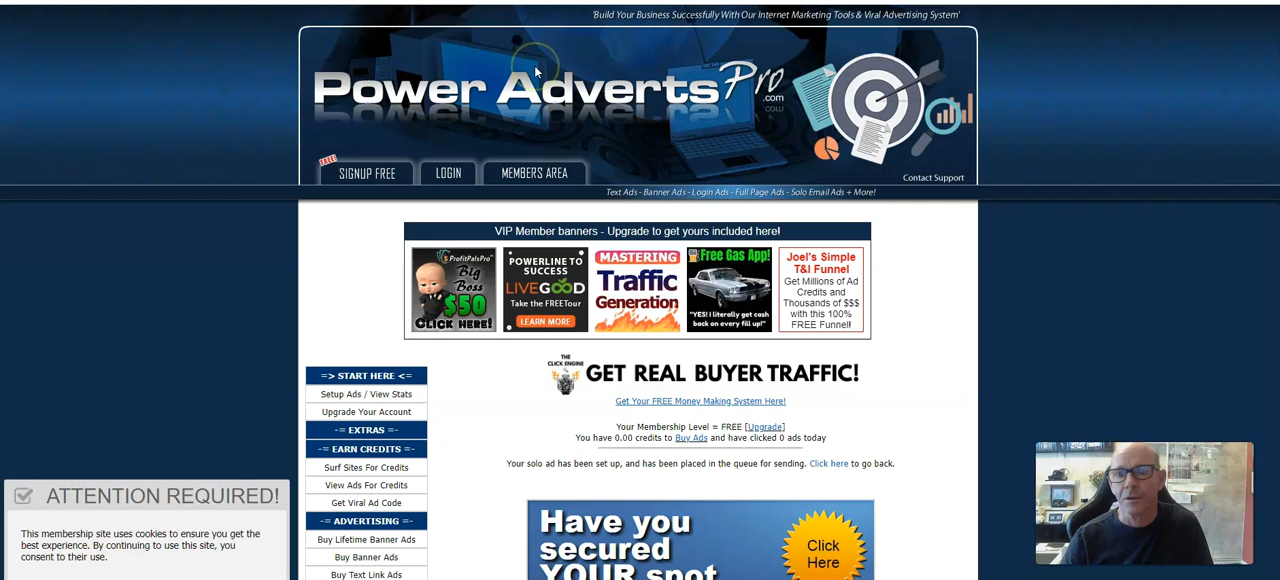 'Build Your Business Successfully With Our Internet Marketing Tools & Viral Advertising System'
Power Adverts Pro
.com
FREE!
SIGNUP FREE
LOGIN
MEMBERS AREA
Contact Support
Text Ads - Banner Ads - Login Ads - Full Page Ads - Solo Email Ads + More!
VIP Member banners - Upgrade to get yours included here!
$ProfitPalsPro
Big
Boss
$50
CLICK HERE!
POWERLINE TO
SUCCESS
LIVEGOOD
Take the FREE Tour
LEARN MORE
MASTERING
Traffic
Generation
Free Gas App!
"YES! I literally get cash
back on every fill up!"
Joel's Simple
T&I Funnel
Get Millions of Ad
Credits and
Thousands of $$$
with this 100%
FREE Funnel!
THE
CLICK ENGINE
GET REAL BUYER TRAFFIC!
Get Your FREE Money Making System Here!
=> START HERE <=
Setup Ads / View Stats
Upgrade Your Account
-= EXTRAS =-
-= EARN CREDITS =-
Surf Sites For Credits
View Ads For Credits
Get Viral Ad Code
-= ADVERTISING =-
Buy Lifetime Banner Ads
Buy Banner Ads
Buy Text Link Ads
Your Membership Level = FREE [Upgrade]
You have 0.00 credits to Buy Ads and have clicked 0 ads today
Your solo ad has been set up, and has been placed in the queue for sending. Click here to go back.
Have you
secured
YOUR spot
Click
Here
ATTENTION REQUIRED!
This membership site uses cookies to ensure you get the
best experience. By continuing to use this site, you
consent to their use.